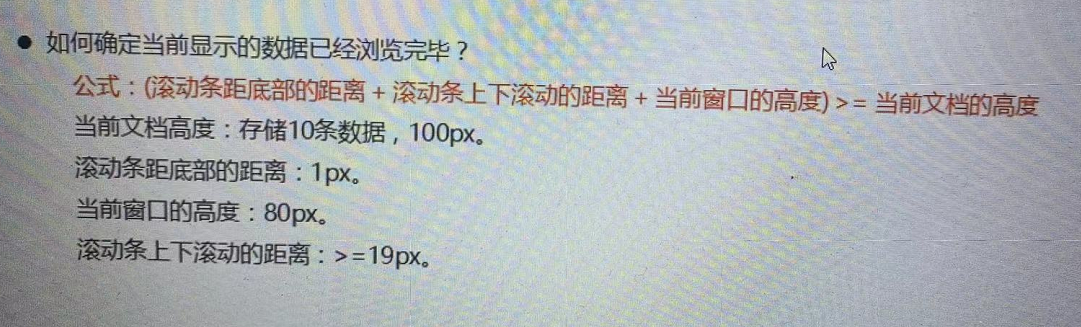 ● 如何确定当前显示的数据已经浏览完毕？
公式：(滚动条距底部的距离 + 滚动条上下滚动的距离 + 当前窗口的高度) >= 当前文档的高度
当前文档高度：存储10条数据，100px。
滚动条距底部的距离：1px。
当前窗口的高度：80px。
滚动条上下滚动的距离：>=19px。